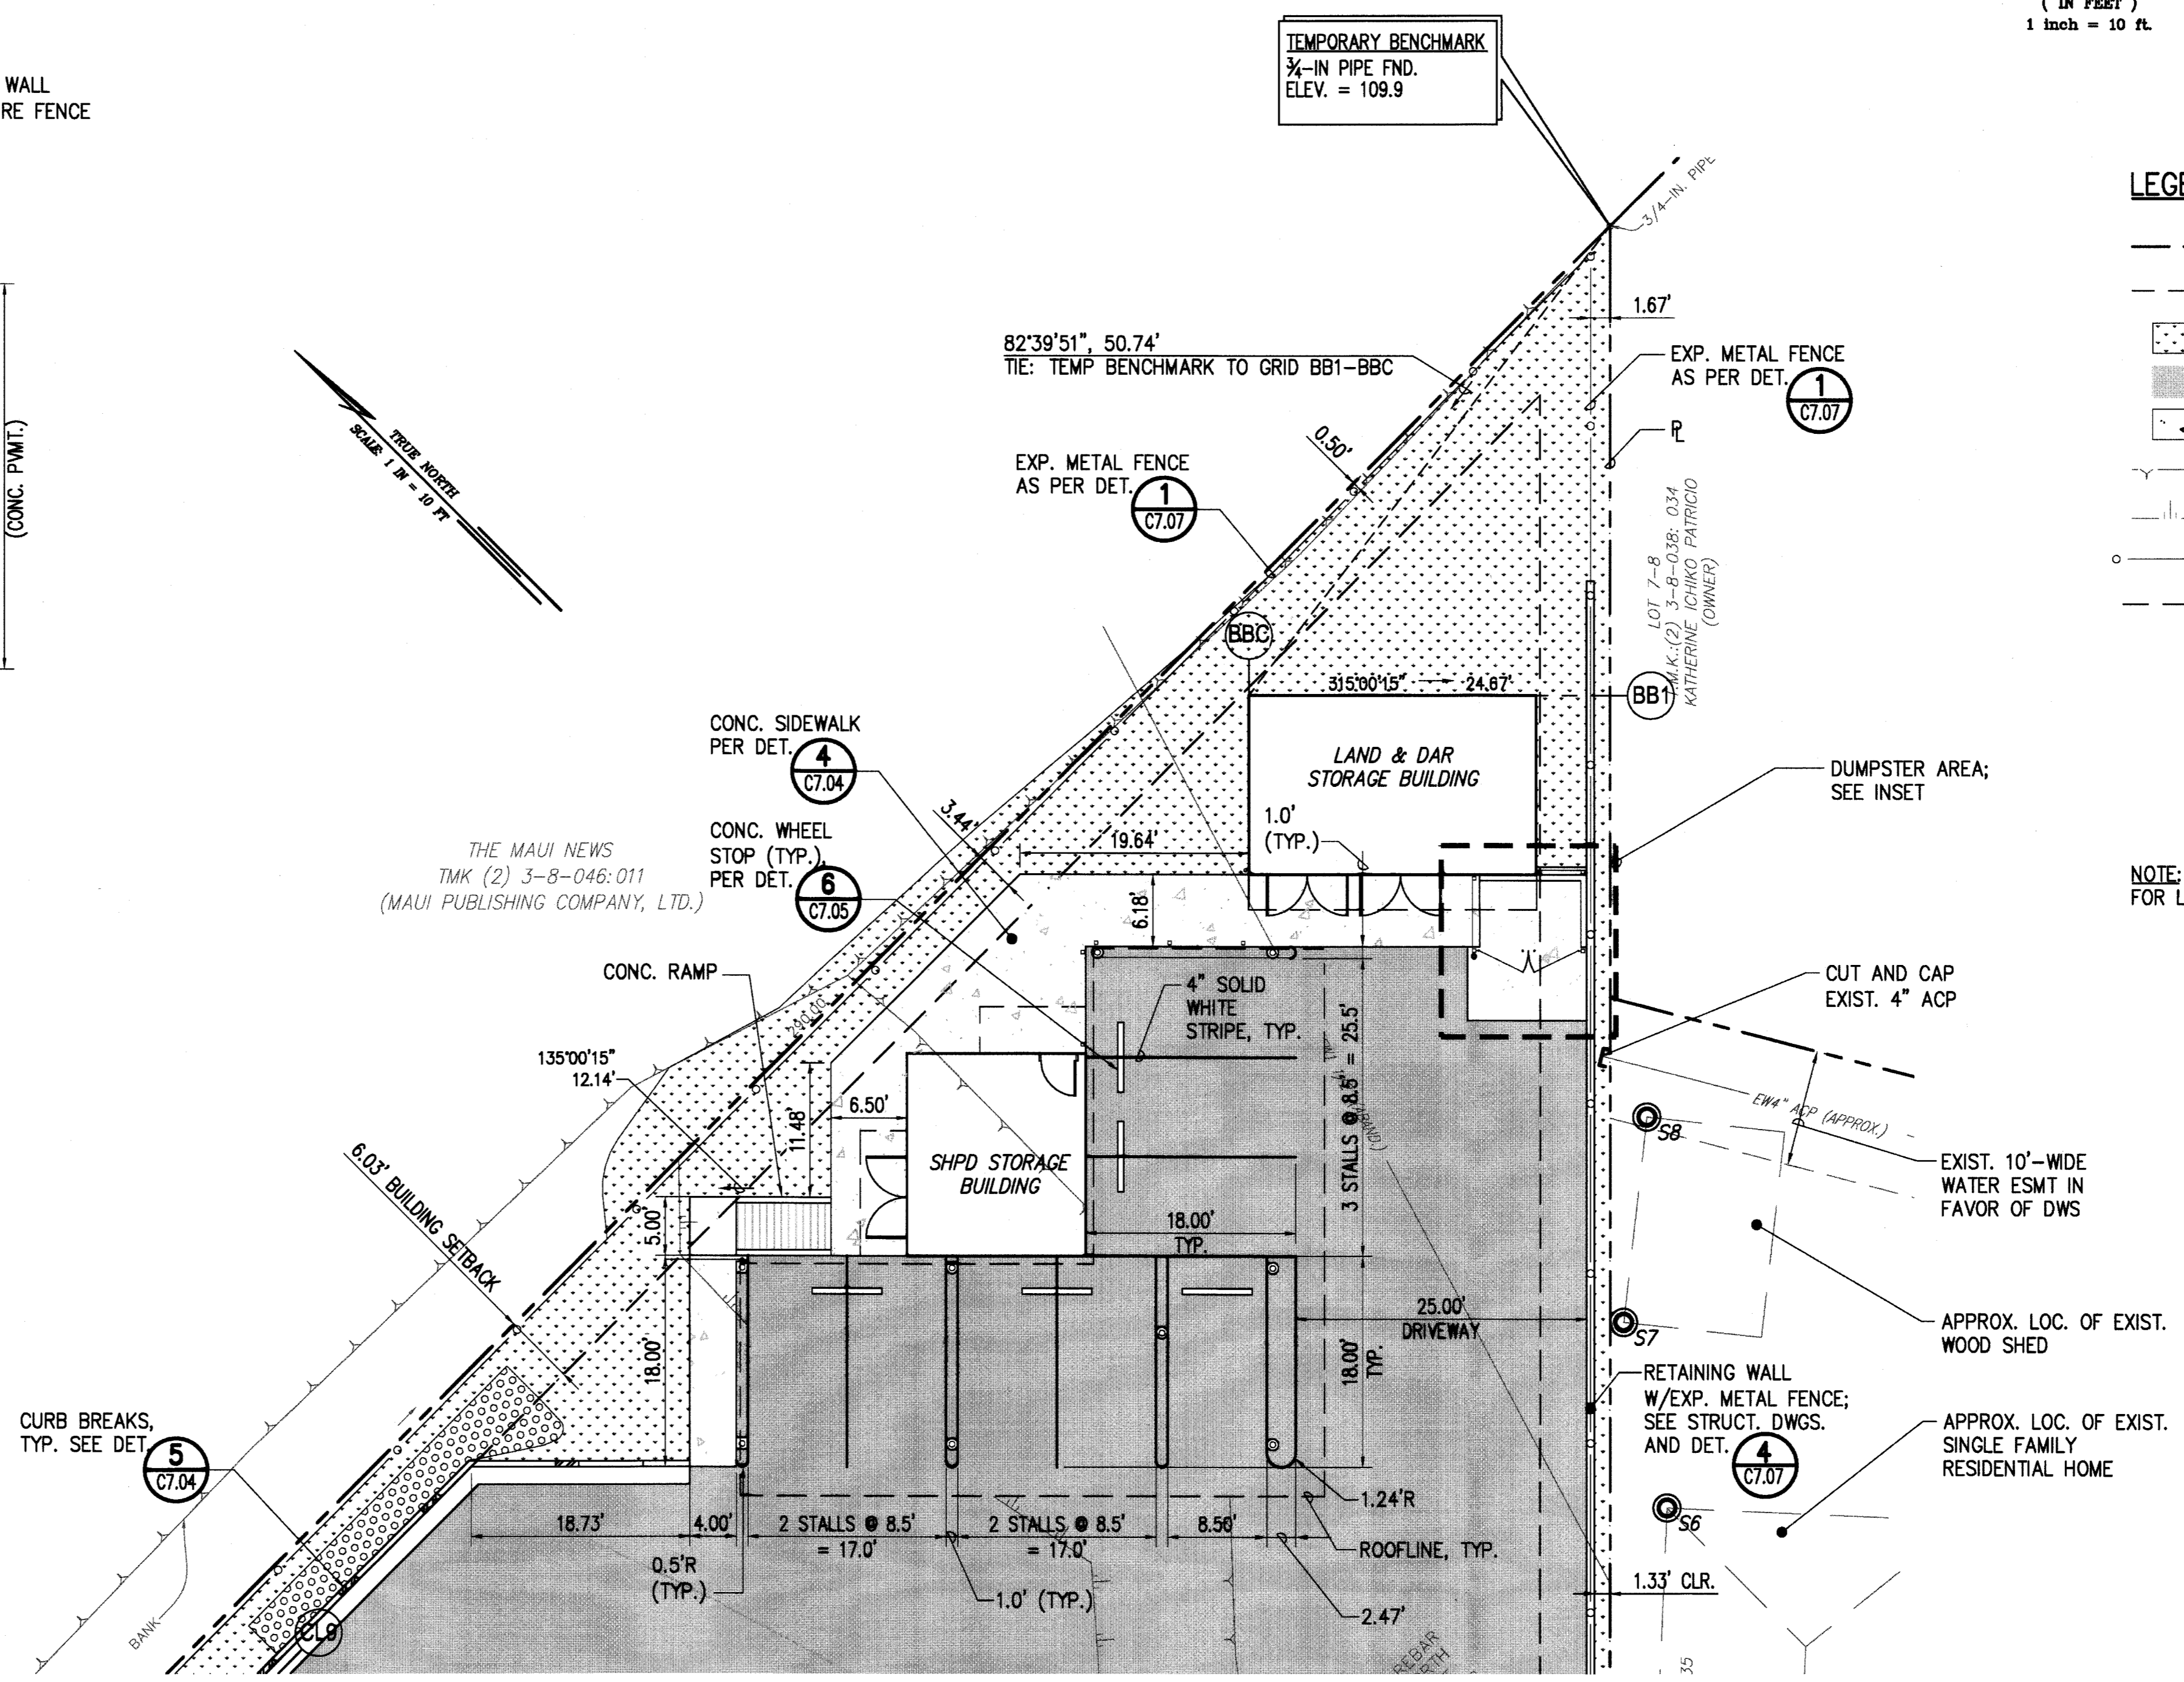 ( IN FEET )
1 inch = 10 ft.
WALL
RE FENCE
TEMPORARY BENCHMARK
¾-IN PIPE FND.
ELEV. = 109.9
3/4-IN. PIPE
LEGE
(CONC. PVMT.)
TRUE NORTH
SCALE: 1 IN = 10 FT
1.67'
82°39'51", 50.74'
TIE: TEMP BENCHMARK TO GRID BB1-BBC
EXP. METAL FENCE
AS PER DET.
1
C7.07
℄
0.50'
EXP. METAL FENCE
AS PER DET.
1
C7.07
LOT 7-8
T.M.K.:(2) 3-8-038: 034
KATHERINE ICHIKO PATRICIO
(OWNER)
BBC
315°00'15" 24.67'
BB1
CONC. SIDEWALK
PER DET.
4
C7.04
LAND & DAR
STORAGE BUILDING
DUMPSTER AREA;
SEE INSET
3.44'
19.64'
1.0'
(TYP.)
CONC. WHEEL
STOP (TYP.),
PER DET.
6
C7.05
THE MAUI NEWS
TMK (2) 3-8-046:011
(MAUI PUBLISHING COMPANY, LTD.)
NOTE:
FOR L
6.18'
CONC. RAMP
4" SOLID
WHITE
STRIPE, TYP.
CUT AND CAP
EXIST. 4" ACP
290.00
3 STALLS @ 8.5' = 25.5'
135°00'15"
12.14'
11.48'
6.50'
EW4" ACP (APPROX.)
S8
SHPD STORAGE
BUILDING
EXIST. 10'-WIDE
WATER ESMT IN
FAVOR OF DWS
6.03' BUILDING SETBACK
5.00'
18.00'
TYP.
18.00'
25.00'
DRIVEWAY
18.00'
TYP.
S7
APPROX. LOC. OF EXIST.
WOOD SHED
RETAINING WALL
W/EXP. METAL FENCE;
SEE STRUCT. DWGS.
AND DET.
4
C7.07
CURB BREAKS,
TYP. SEE DET.
5
C7.04
APPROX. LOC. OF EXIST.
SINGLE FAMILY
RESIDENTIAL HOME
S6
1.24'R
18.73'
4.00'
2 STALLS @ 8.5'
= 17.0'
2 STALLS @ 8.5'
= 17.0'
8.50'
ROOFLINE, TYP.
0.5'R
(TYP.)
1.0' (TYP.)
2.47'
1.33' CLR.
BANK
CL9
REBAR
35